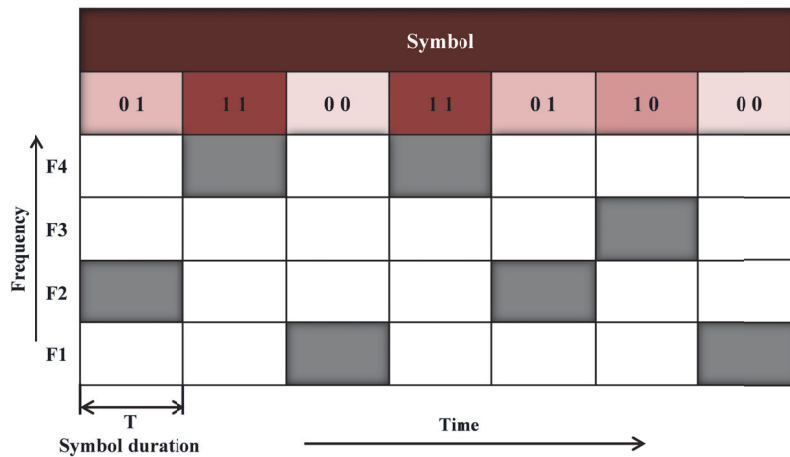 Symbol
0 1 1 1 0 0 1 1 0 1 1 0 0 0
F4
F3
F2
F1
Frequency
T
Symbol duration
Time